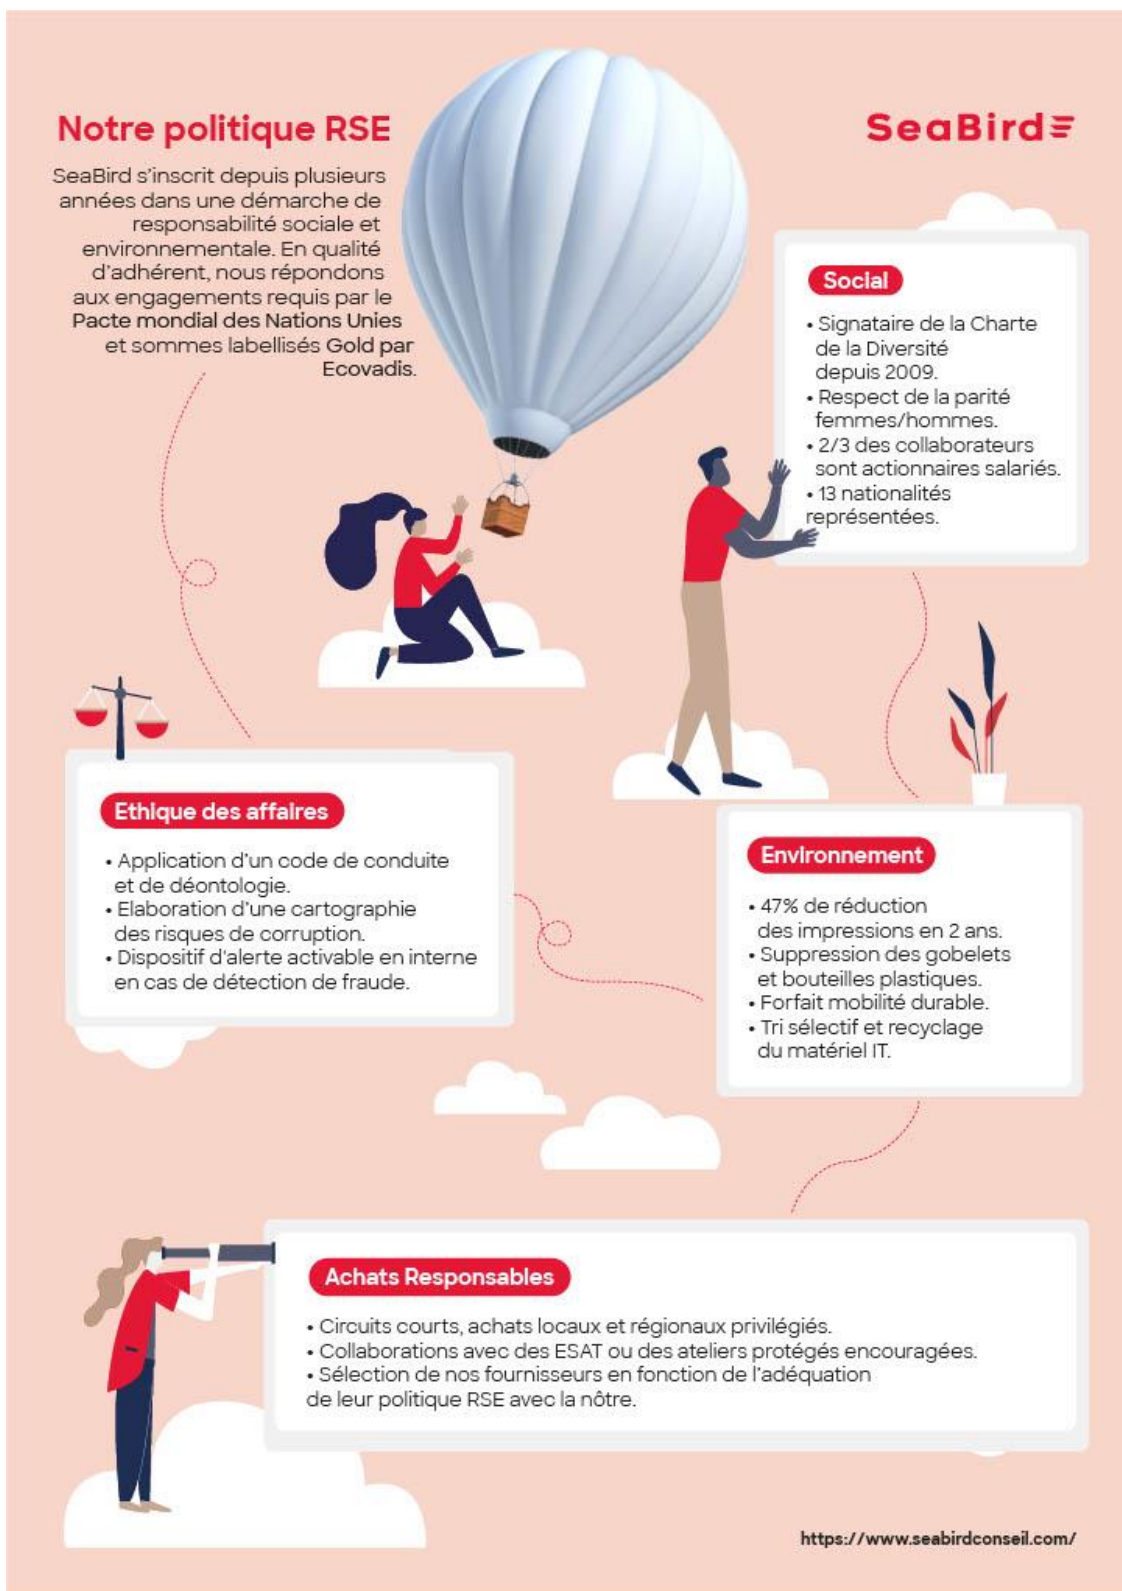 Notre politique RSE
SeaBird
SeaBird s'inscrit depuis plusieurs
années dans une démarche de
responsabilité sociale et
environnementale. En qualité
d'adhérent, nous répondons
aux engagements requis par le
Pacte mondial des Nations Unies
et sommes labellisés Gold par
Ecovadis.
Social
• Signataire de la Charte
de la Diversité
depuis 2009.
• Respect de la parité
femmes/hommes.
• 2/3 des collaborateurs
sont actionnaires salariés.
• 13 nationalités
représentées.
Ethique des affaires
• Application d'un code de conduite
et de déontologie.
• Elaboration d'une cartographie
des risques de corruption.
• Dispositif d'alerte activable en interne
en cas de détection de fraude.
Environnement
• 47% de réduction
des impressions en 2 ans.
• Suppression des gobelets
et bouteilles plastiques.
• Forfait mobilité durable.
• Tri sélectif et recyclage
du matériel IT.
Achats Responsables
• Circuits courts, achats locaux et régionaux privilégiés.
• Collaborations avec des ESAT ou des ateliers protégés encouragées.
• Sélection de nos fournisseurs en fonction de l'adéquation
de leur politique RSE avec la nôtre.
https://www.seabirdconseil.com/